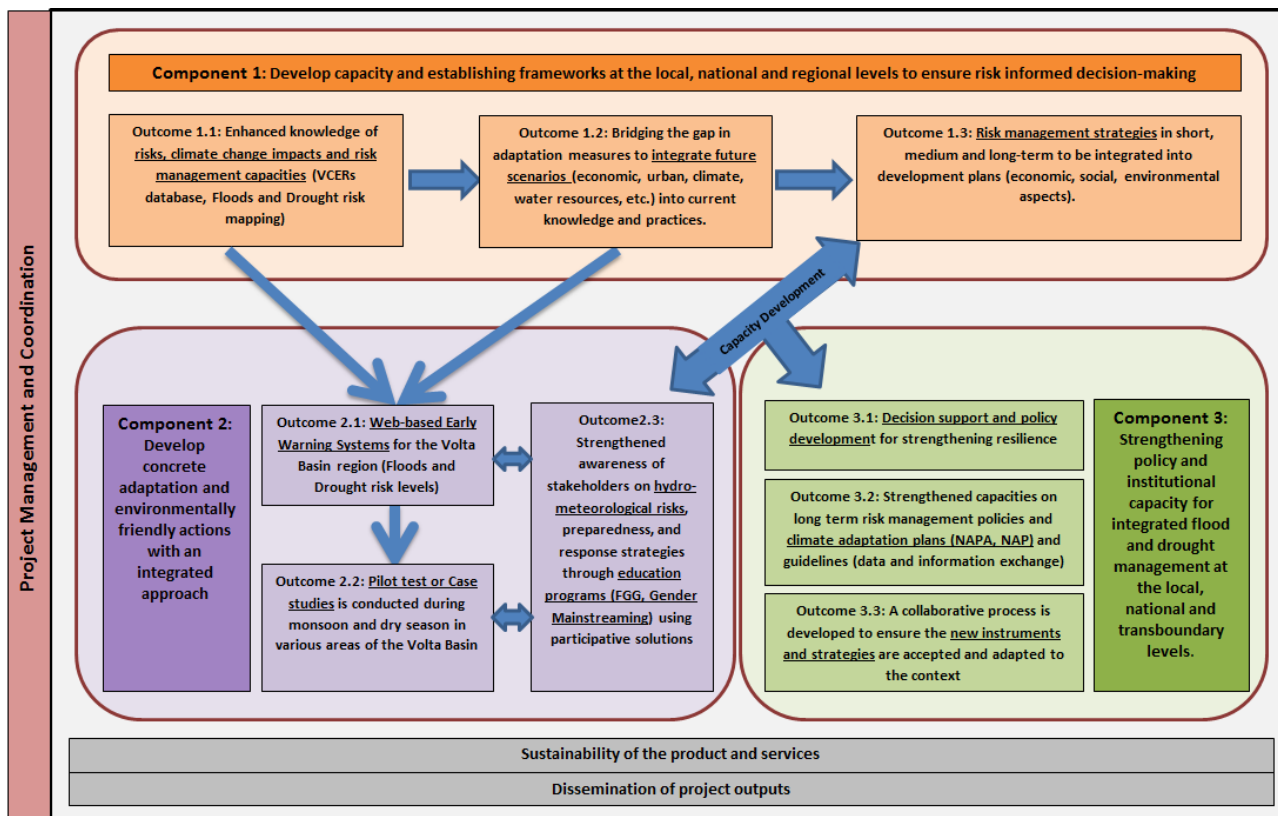 Project Management and Coordination
Component 1: Develop capacity and establishing frameworks at the local, national and regional levels to ensure risk informed decision-making
Outcome 1.1: Enhanced knowledge of
risks, climate change impacts and risk
management capacities (VCERs
database, Floods and Drought risk
mapping)
Outcome 1.2: Bridging the gap in
adaptation measures to integrate future
scenarios (economic, urban, climate,
water resources, etc.) into current
knowledge and practices.
Outcome 1.3: Risk management strategies in short,
medium and long-term to be integrated into
development plans (economic, social, environmental
aspects).
Capacity Development
Component 2:
Develop
concrete
adaptation and
environmentally
friendly actions
with an
integrated
approach
Outcome 2.1: Web-based Early
Warning Systems for the Volta
Basin region (Floods and
Drought risk levels)
Outcome 2.2: Pilot test or Case
studies is conducted during
monsoon and dry season in
various areas of the Volta Basin
Outcome2.3:
Strengthened
awareness of
stakeholders on hydro-
meteorological risks,
preparedness, and
response strategies
through education
programs (FGG, Gender
Mainstreaming) using
participative solutions
Outcome 3.1: Decision support and policy
development for strengthening resilience
Outcome 3.2: Strengthened capacities on
long term risk management policies and
climate adaptation plans (NAPA, NAP) and
guidelines (data and information exchange)
Outcome 3.3: A collaborative process is
developed to ensure the new instruments
and strategies are accepted and adapted to
the context
Component 3:
Strengthening
policy and
institutional
capacity for
integrated flood
and drought
management at
the local,
national and
transboundary
levels.
Sustainability of the product and services
Dissemination of project outputs